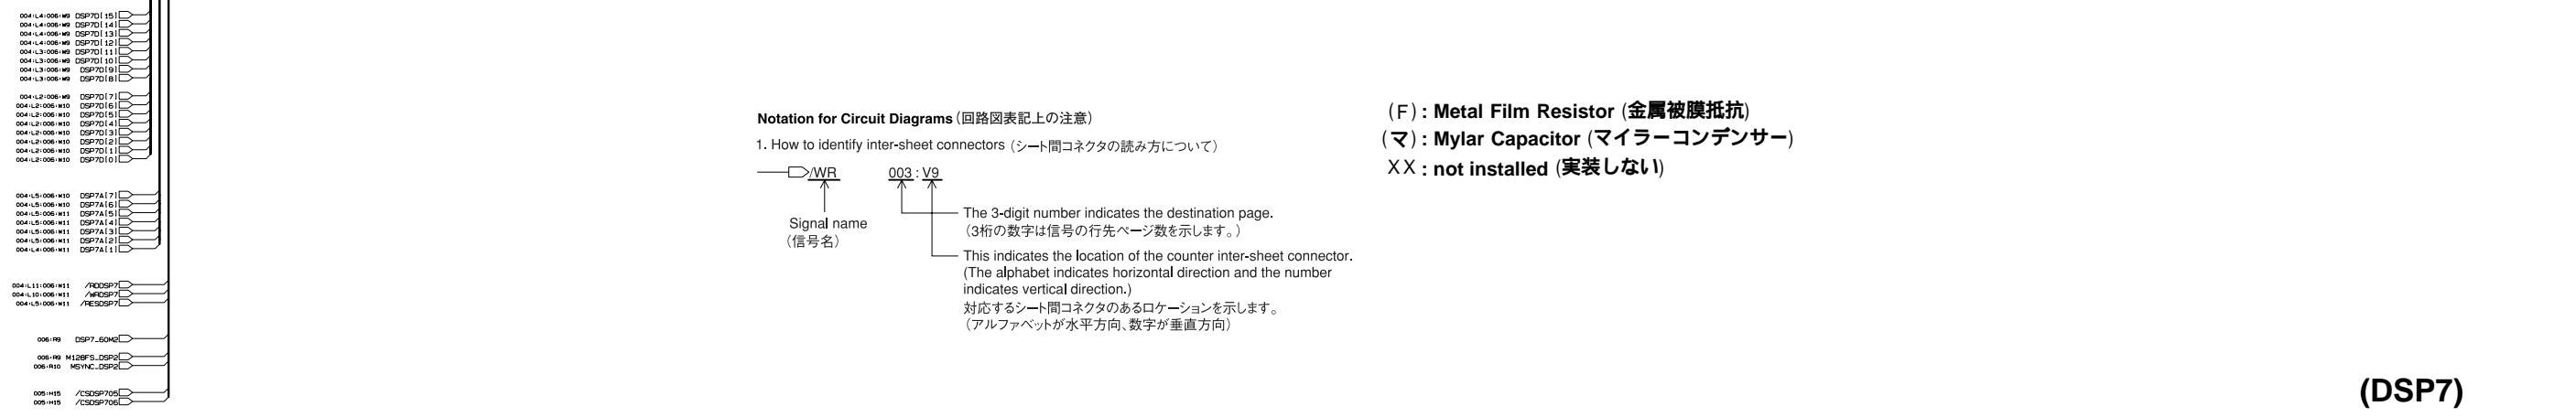 004:L4:006:W9 DSP7D[15]
004:L4:006:W9 DSP7D[14]
004:L4:006:W9 DSP7D[13]
004:L4:006:W9 DSP7D[12]
004:L3:006:W9 DSP7D[11]
004:L3:006:W9 DSP7D[10]
004:L3:006:W9 DSP7D[9]
004:L3:006:W9 DSP7D[8]
004:L2:006:W9 DSP7D[7]
004:L2:006:W10 DSP7D[6]
004:L2:006:W10 DSP7D[5]
004:L2:006:W10 DSP7D[4]
004:L2:006:W10 DSP7D[3]
004:L2:006:W10 DSP7D[2]
004:L2:006:W10 DSP7D[1]
004:L2:006:W10 DSP7D[0]
004:L5:006:W10 DSP7A[7]
004:L5:006:W10 DSP7A[6]
004:L5:006:W11 DSP7A[5]
004:L5:006:W11 DSP7A[4]
004:L5:006:W11 DSP7A[3]
004:L5:006:W11 DSP7A[2]
004:L4:006:W11 DSP7A[1]
004:L11:006:W11 /RDDSP7
004:L10:006:W11 /WRDSP7
004:L5:006:W11 /RESDSP7
006:R9 DSP7_60M2
006:R9 M128FS_DSP2
006:R10 MSYNC_DSP2
005:H15 /CSDSP705
005:H15 /CSDSP706
Notation for Circuit Diagrams（回路図表記上の注意）
1. How to identify inter-sheet connectors（シート間コネクタの読み方について）
/WR 003 : V9
Signal name
（信号名）
The 3-digit number indicates the destination page.
（3桁の数字は信号の行先ページ数を示します。）
This indicates the location of the counter inter-sheet connector.
(The alphabet indicates horizontal direction and the number
indicates vertical direction.)
対応するシート間コネクタのあるロケーションを示します。
（アルファベットが水平方向、数字が垂直方向）
(F) : Metal Film Resistor (金属被膜抵抗)
(マ) : Mylar Capacitor (マイラーコンデンサー)
XX : not installed (実装しない)
(DSP7)